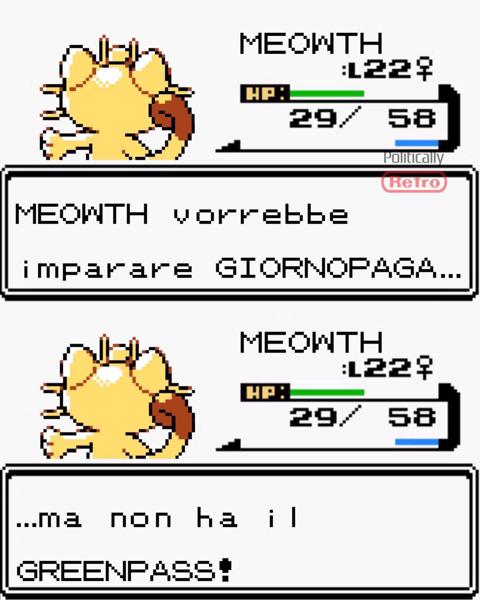 MEOWTH
:L22♀
HP:
29/ 58
Politically
Retro
MEOWTH vorrebbe
imparare GIORNOPAGA...
MEOWTH
:L22♀
HP:
29/ 58
...ma non ha il
GREENPASS!